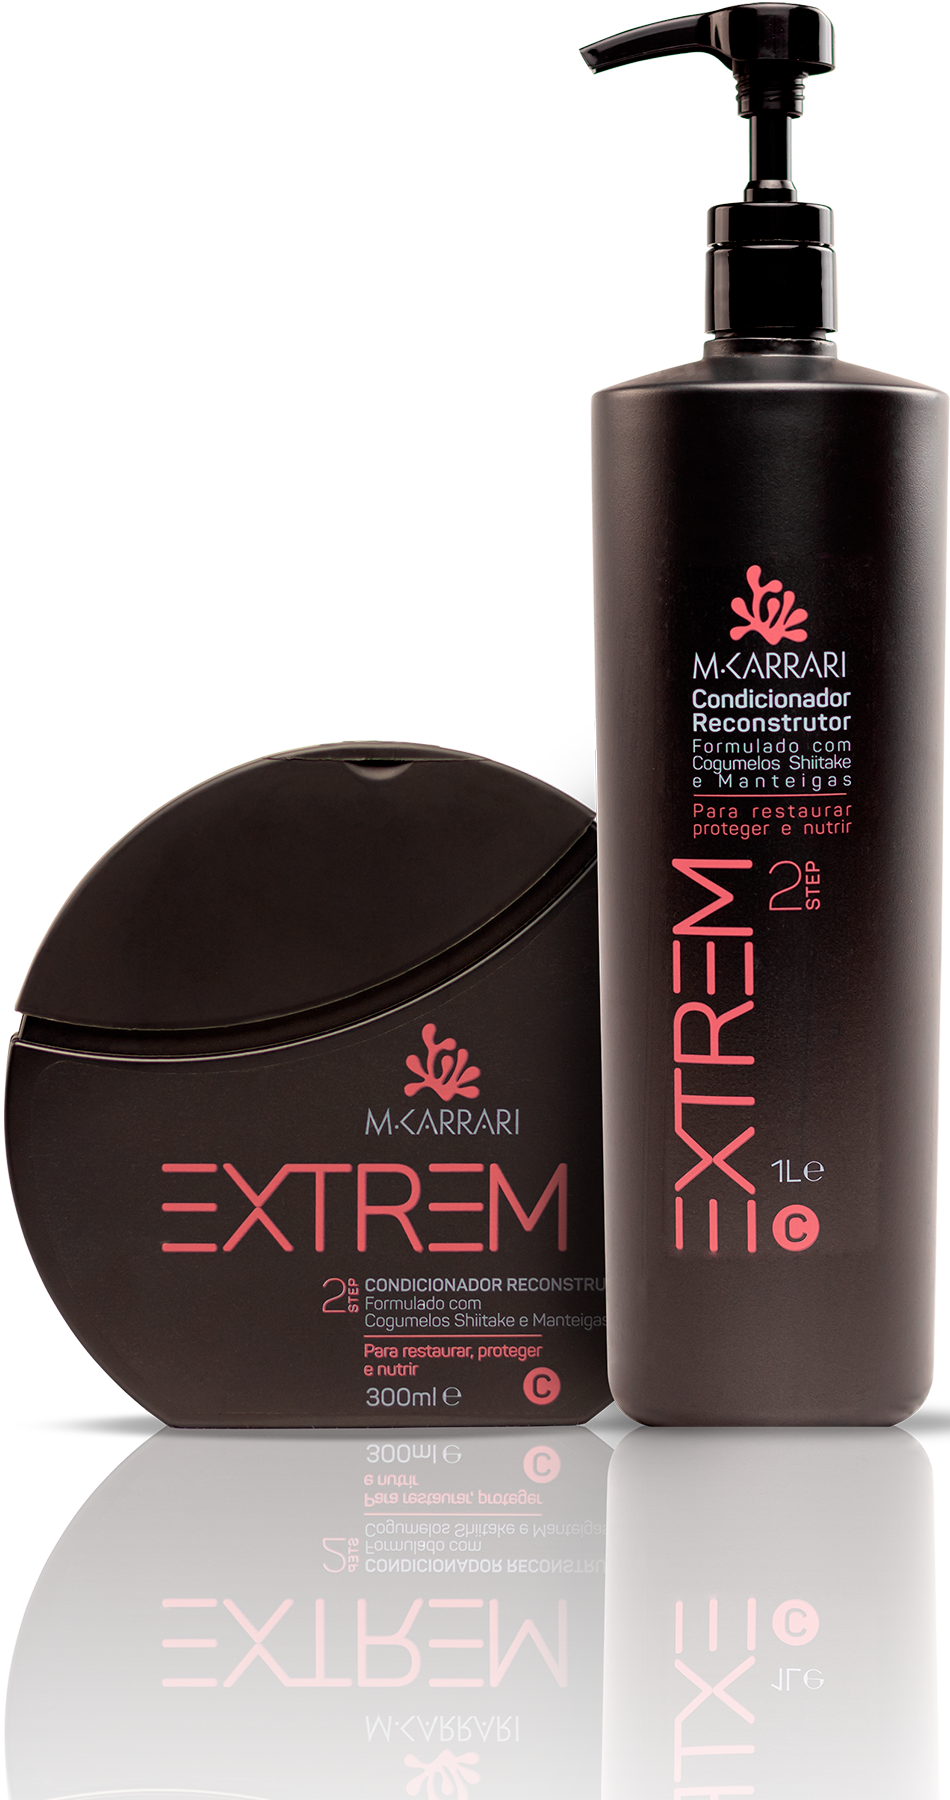 M·CARRARI
EXTREM
2 STEP
CONDICIONADOR RECONSTRU
Formulado com
Cogumelos Shiitake e Manteigas
Para restaurar, proteger
e nutrir
300ml e
C
M·CARRARI
Condicionador
Reconstrutor
Formulado com
Cogumelos Shiitake
e Manteigas
Para restaurar
proteger e nutrir
2 STEP
EXTREM
1L e
C